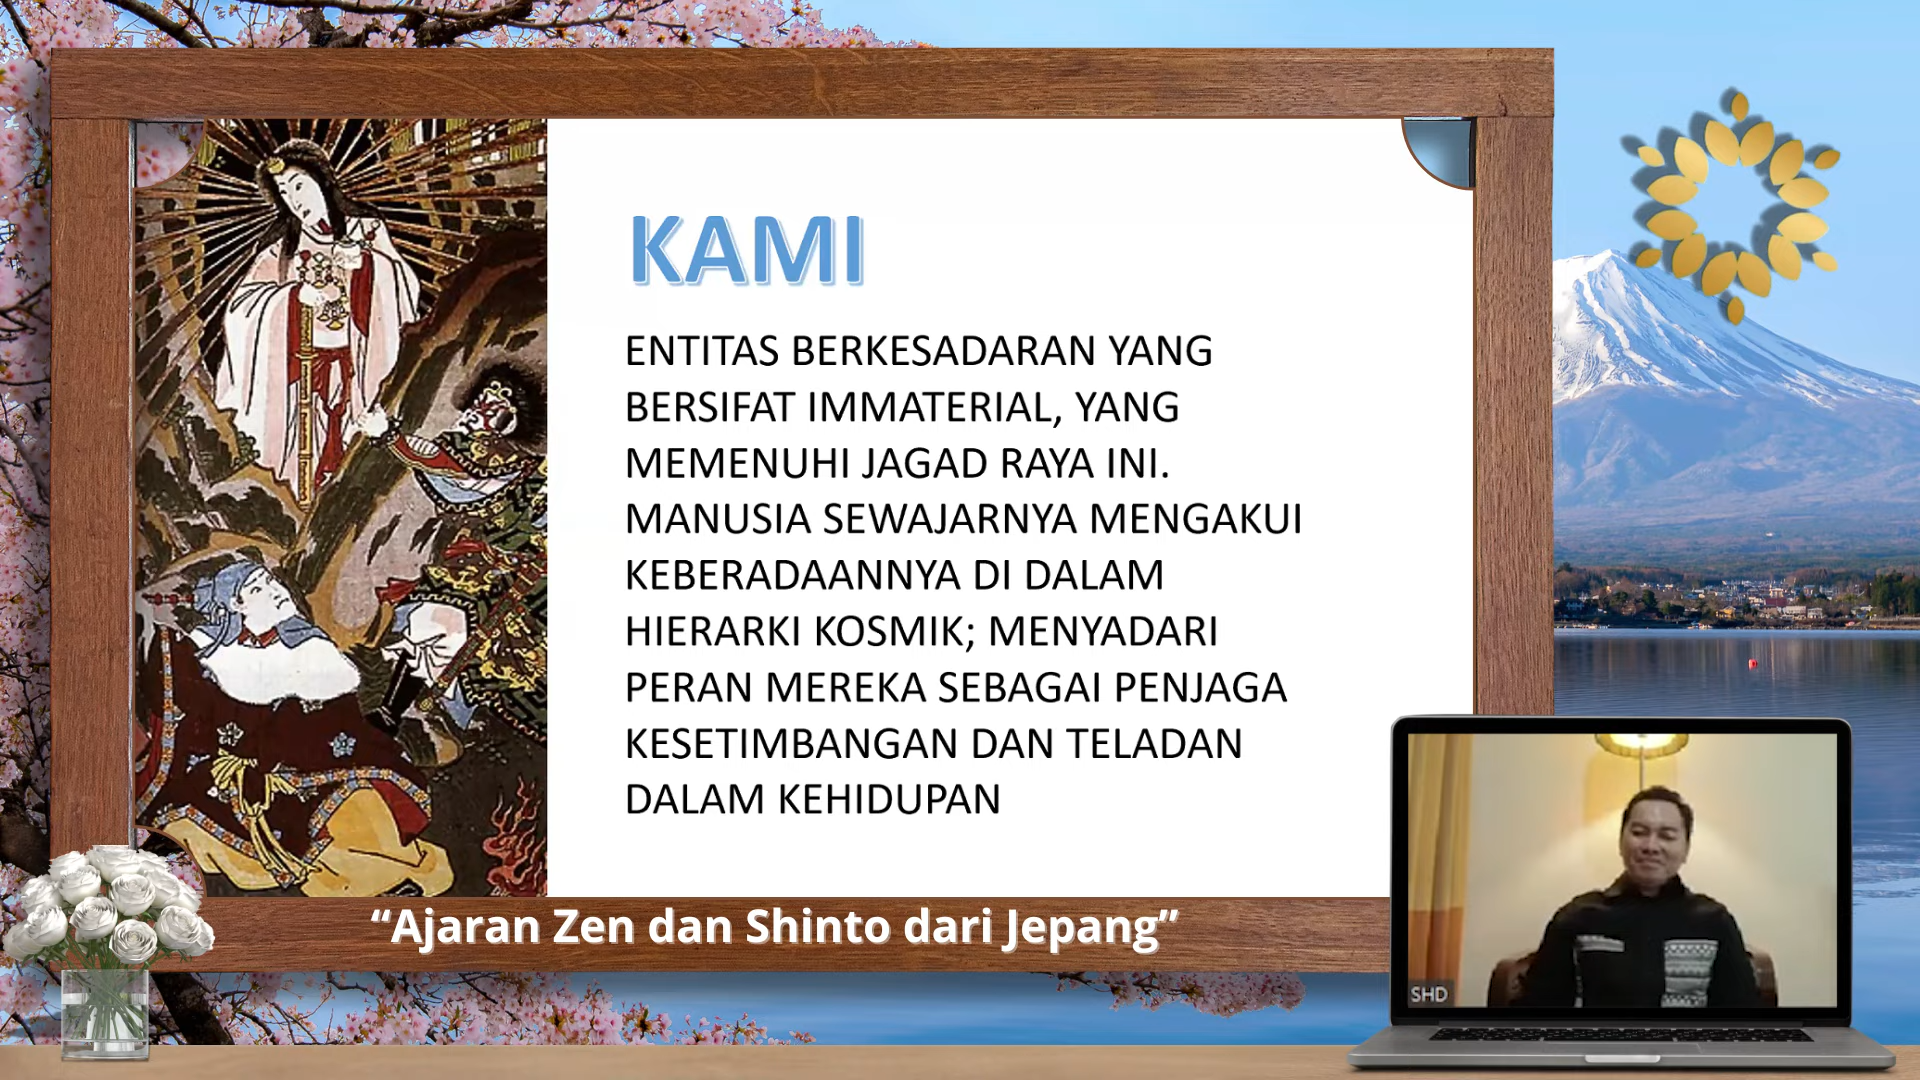 KAMI
ENTITAS BERKESADARAN YANG
BERSIFAT IMMATERIAL, YANG
MEMENUHI JAGAD RAYA INI.
MANUSIA SEWAJARNYA MENGAKUI
KEBERADAANNYA DI DALAM
HIERARKI KOSMIK; MENYADARI
PERAN MEREKA SEBAGAI PENJAGA
KESETIMBANGAN DAN TELADAN
DALAM KEHIDUPAN
“Ajaran Zen dan Shinto dari Jepang”
SHD